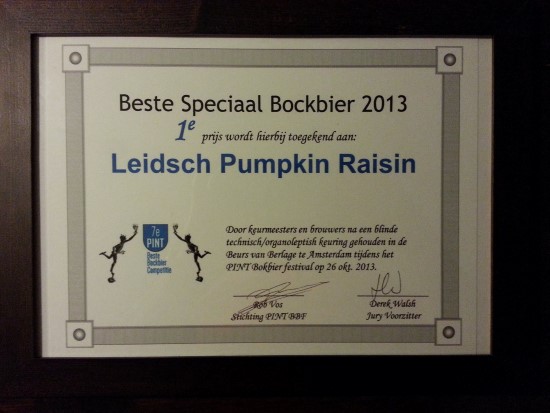 Beste Speciaal Bockbier 2013
1e prijs wordt hierbij toegekend aan:
Leidsch Pumpkin Raisin
7e
PINT
Beste
Bockbier
Competitie
Door keurmeesters en brouwers na een blinde
technisch/organoleptish keuring gehouden in de
Beurs van Berlage te Amsterdam tijdens het
PINT Bokbier festival op 26 okt. 2013.
Rob Vos
Stichting PINT BBF
Derek Walsh
Jury Voorzitter